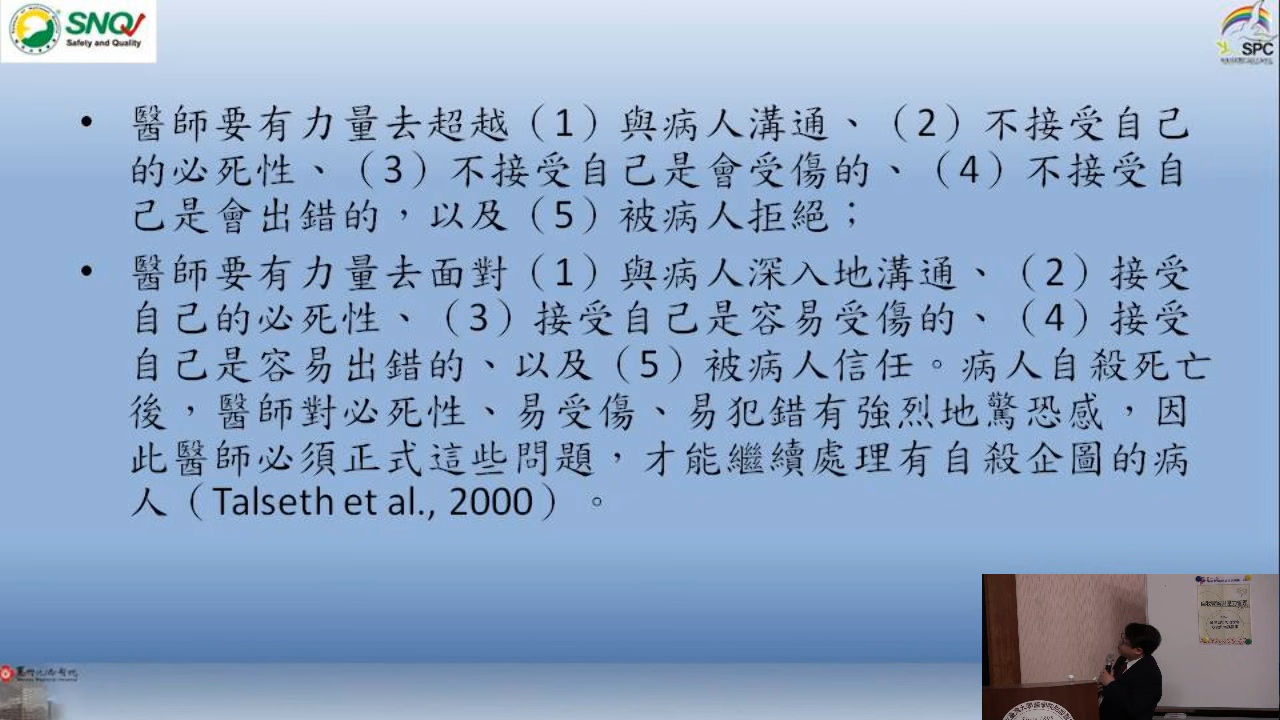 SNQ
Safety and Quality
SPC
• 醫師要有力量去超越（1）與病人溝通、（2）不接受自己
的必死性、（3）不接受自己是會受傷的、（4）不接受自
己是會出錯的，以及（5）被病人拒絕；
• 醫師要有力量去面對（1）與病人深入地溝通、（2）接受
自己的必死性、（3）接受自己是容易受傷的、（4）接受
自己是容易出錯的、以及（5）被病人信任。病人自殺死亡
後，醫師對必死性、易受傷、易犯錯有強烈地驚恐感，因
此醫師必須正式這些問題，才能繼續處理有自殺企圖的病
人（Talseth et al., 2000）。